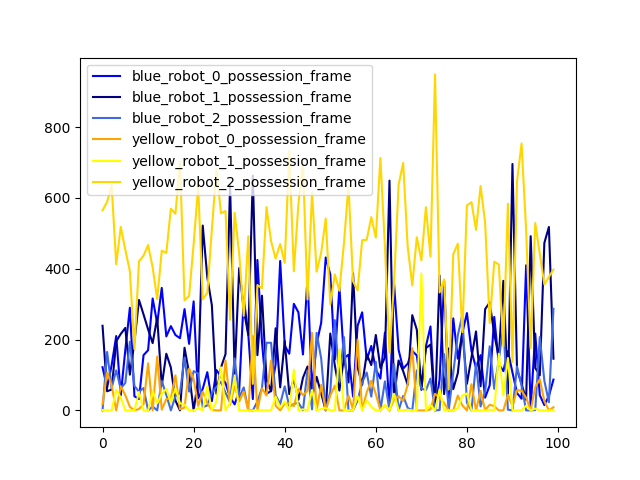 blue_robot_0_possession_frame
blue_robot_1_possession_frame
blue_robot_2_possession_frame
yellow_robot_0_possession_frame
yellow_robot_1_possession_frame
yellow_robot_2_possession_frame
800
600
400
200
0
0 20 40 60 80 100